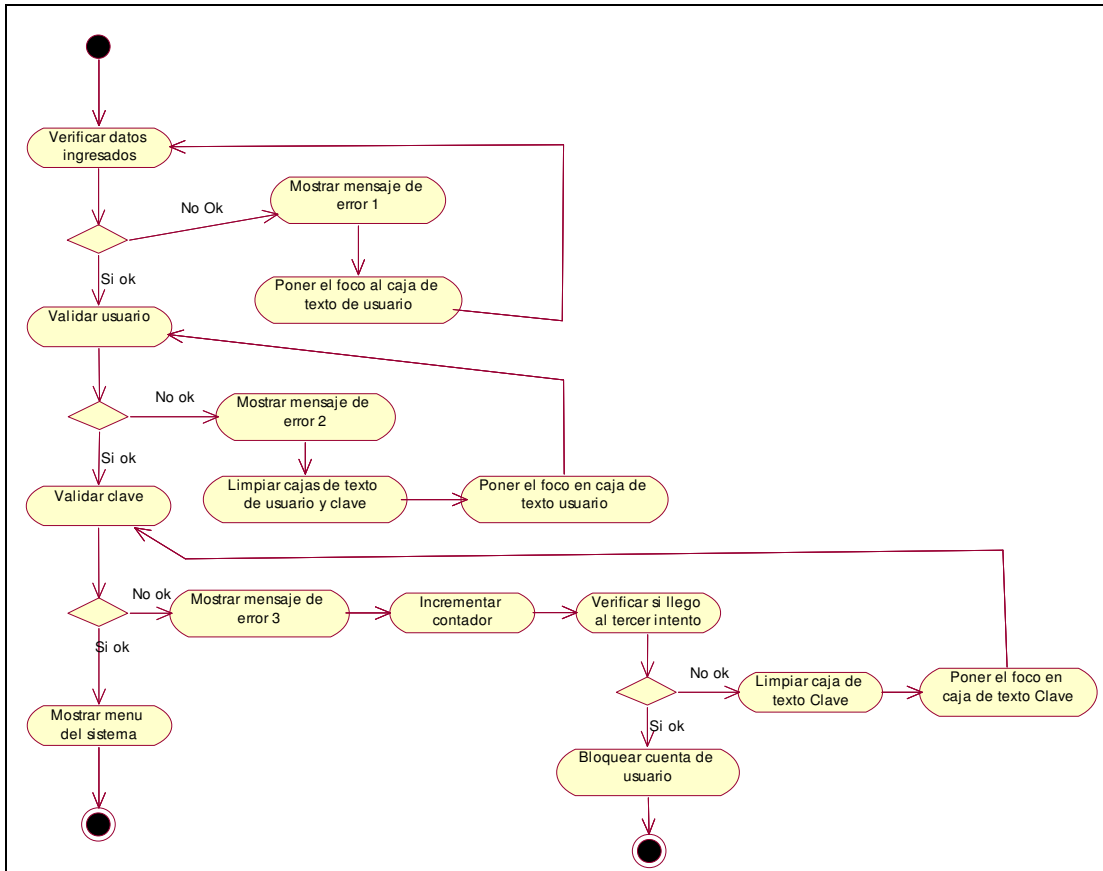 Verificar datos
ingresados
No Ok
Mostrar mensaje de
error 1
Poner el foco al caja de
texto de usuario
Si ok
Validar usuario
No ok
Mostrar mensaje de
error 2
Limpiar cajas de texto
de usuario y clave
Poner el foco en caja de
texto usuario
Si ok
Validar clave
No ok
Mostrar mensaje de
error 3
Incrementar
contador
Verificar si llego
al tercer intento
No ok
Limpiar caja de
texto Clave
Poner el foco en
caja de texto Clave
Si ok
Bloquear cuenta de
usuario
Si ok
Mostrar menu
del sistema